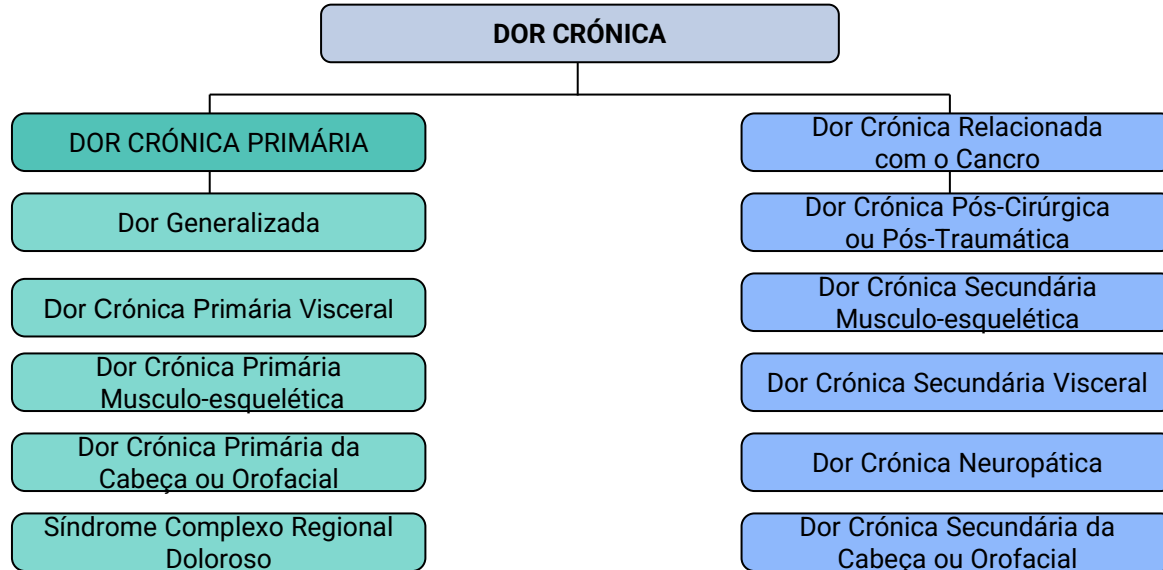 DOR CRÓNICA
DOR CRÓNICA PRIMÁRIA
Dor Generalizada
Dor Crónica Primária Visceral
Dor Crónica Primária
Musculo-esquelética
Dor Crónica Primária da
Cabeça ou Orofacial
Síndrome Complexo Regional
Doloroso
Dor Crónica Relacionada
com o Cancro
Dor Crónica Pós-Cirúrgica
ou Pós-Traumática
Dor Crónica Secundária
Musculo-esquelética
Dor Crónica Secundária Visceral
Dor Crónica Neuropática
Dor Crónica Secundária da
Cabeça ou Orofacial